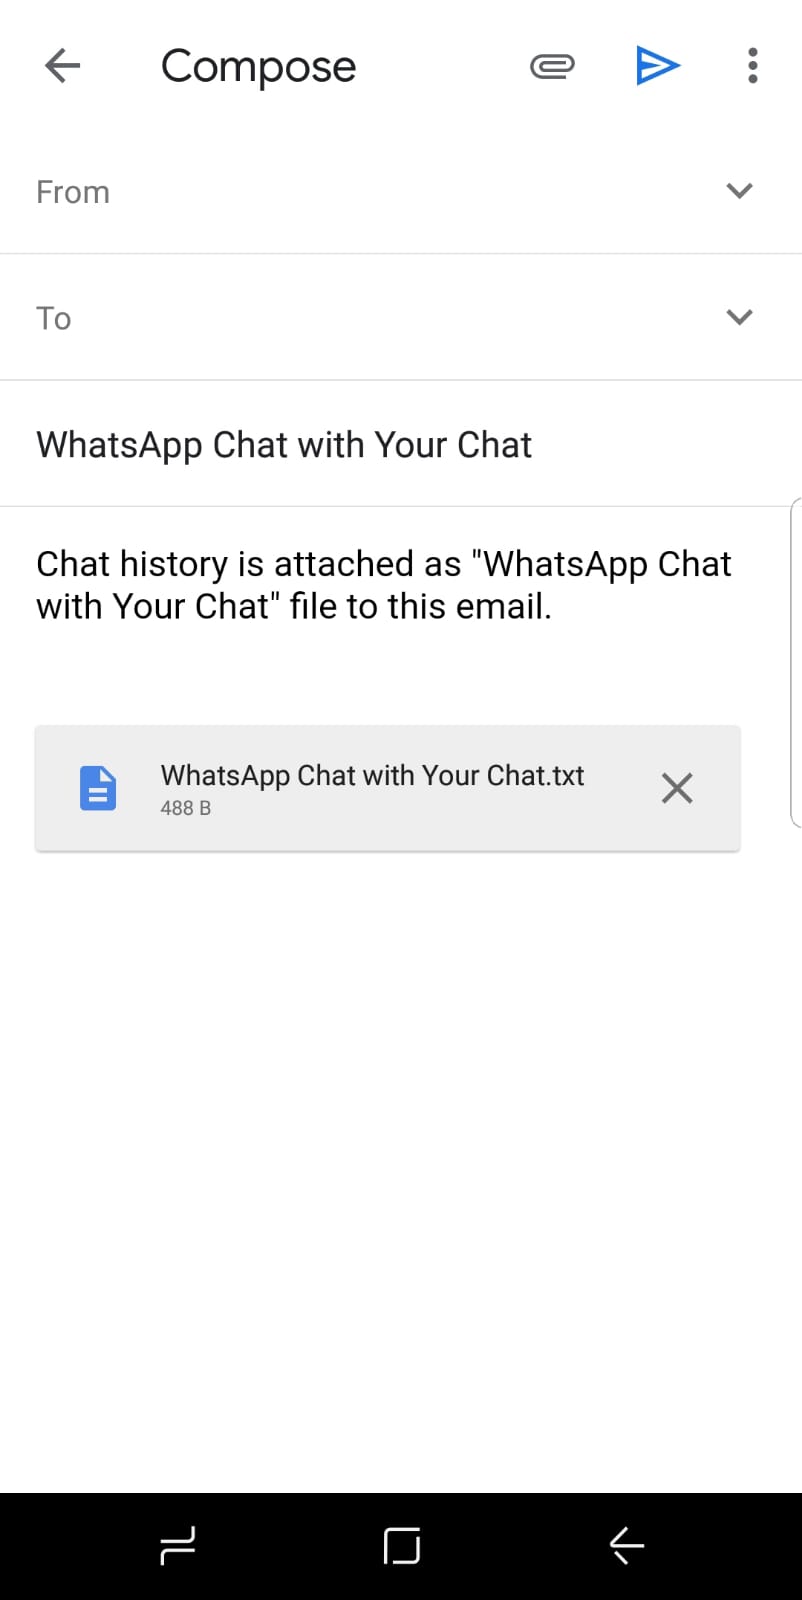 Compose
From
To
WhatsApp Chat with Your Chat
Chat history is attached as "WhatsApp Chat
with Your Chat" file to this email.
WhatsApp Chat with Your Chat.txt
488 B